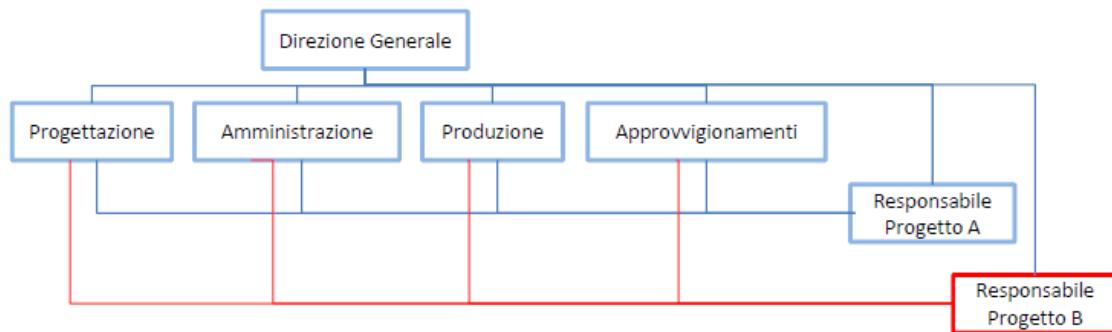 Direzione Generale
Progettazione
Amministrazione
Produzione
Approvvigionamenti
Responsabile
Progetto A
Responsabile
Progetto B